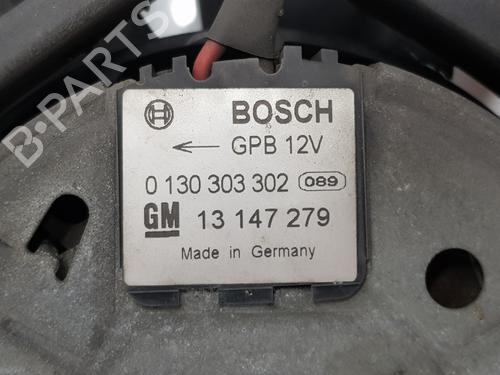 BOSCH
← GPB 12V
0 130 303 302 089
GM 13 147 279
Made in Germany
B-PARTS